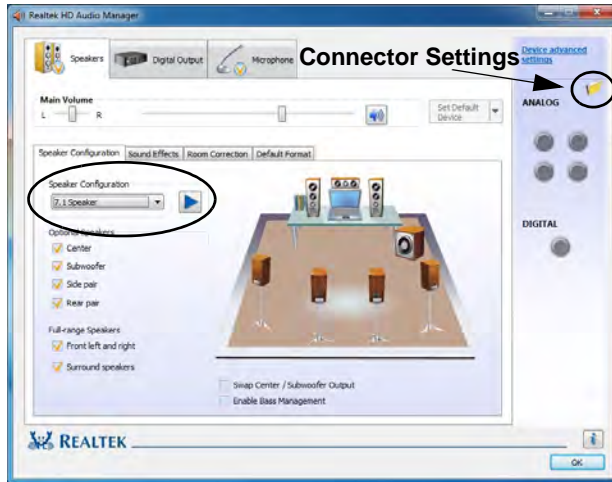 Realtek HD Audio Manager
Speakers
Digital Output
Microphone
Connector Settings
Device advanced
settings
Main Volume
L
R
Set Default
Device
ANALOG
Speaker Configuration
Sound Effects
Room Correction
Default Format
Speaker Configuration
7.1 Speaker
Optional Speakers
Center
Subwoofer
Side pair
Rear pair
DIGITAL
Full-range Speakers
Front left and right
Surround speakers
Swap Center / Subwoofer Output
Enable Bass Management
REALTEK
i
OK